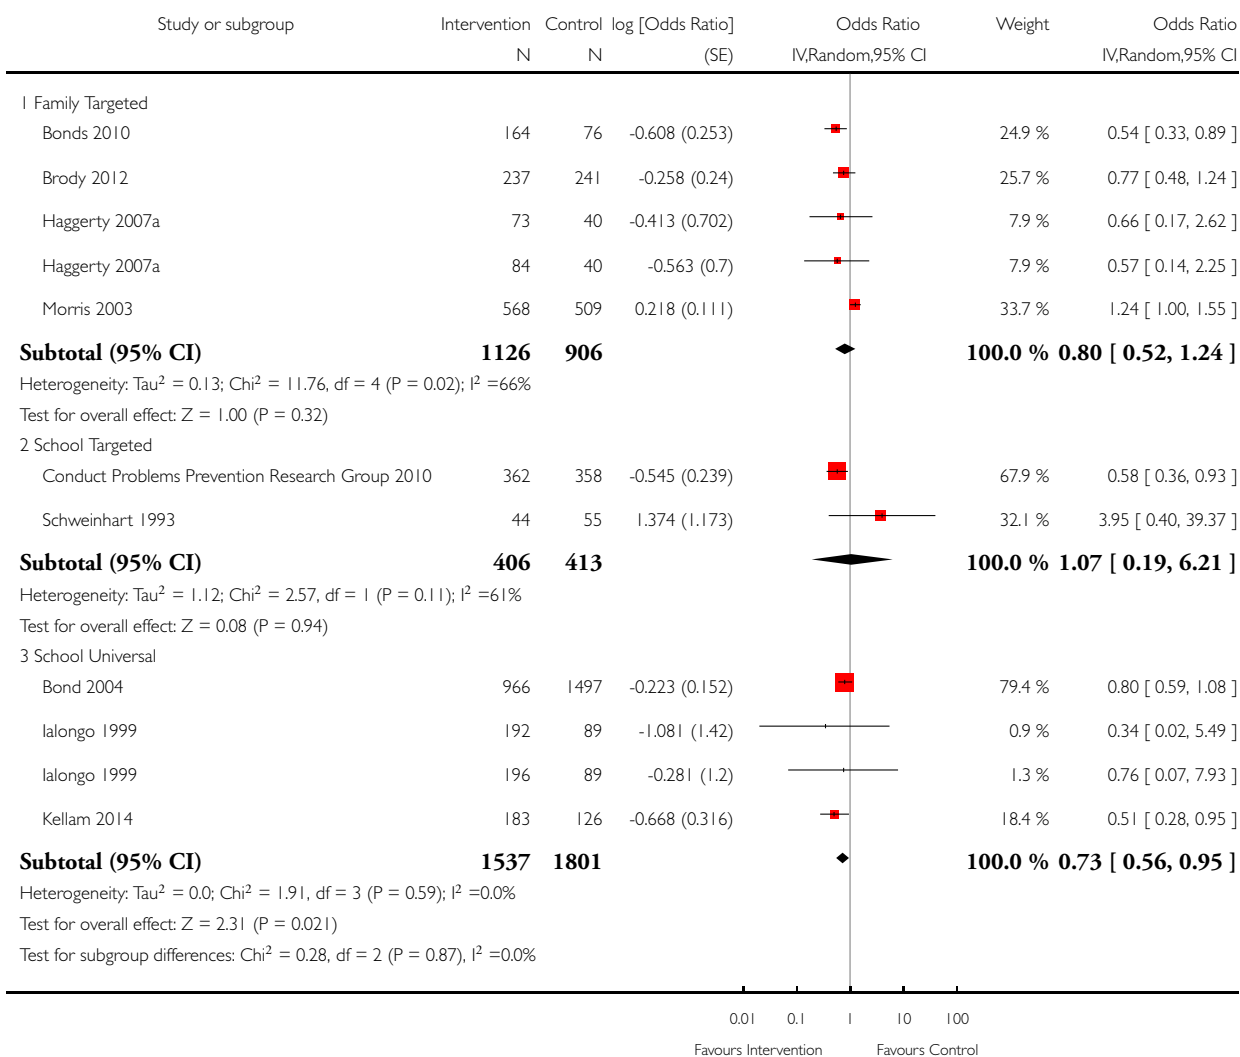 Study or subgroup Intervention Control log [Odds Ratio] Odds Ratio Weight Odds Ratio
N N (SE) IV,Random,95% CI IV,Random,95% CI
1 Family Targeted
Bonds 2010 164 76 -0.608 (0.253) 24.9 % 0.54 [ 0.33, 0.89 ]
Brody 2012 237 241 -0.258 (0.24) 25.7 % 0.77 [ 0.48, 1.24 ]
Haggerty 2007a 73 40 -0.413 (0.702) 7.9 % 0.66 [ 0.17, 2.62 ]
Haggerty 2007a 84 40 -0.563 (0.7) 7.9 % 0.57 [ 0.14, 2.25 ]
Morris 2003 568 509 0.218 (0.111) 33.7 % 1.24 [ 1.00, 1.55 ]
Subtotal (95% CI) 1126 906 100.0 % 0.80 [ 0.52, 1.24 ]
Heterogeneity: Tau² = 0.13; Chi² = 11.76, df = 4 (P = 0.02); I² =66%
Test for overall effect: Z = 1.00 (P = 0.32)
2 School Targeted
Conduct Problems Prevention Research Group 2010 362 358 -0.545 (0.239) 67.9 % 0.58 [ 0.36, 0.93 ]
Schweinhart 1993 44 55 1.374 (1.173) 32.1 % 3.95 [ 0.40, 39.37 ]
Subtotal (95% CI) 406 413 100.0 % 1.07 [ 0.19, 6.21 ]
Heterogeneity: Tau² = 1.12; Chi² = 2.57, df = 1 (P = 0.11); I² =61%
Test for overall effect: Z = 0.08 (P = 0.94)
3 School Universal
Bond 2004 966 1497 -0.223 (0.152) 79.4 % 0.80 [ 0.59, 1.08 ]
Ialongo 1999 192 89 -1.081 (1.42) 0.9 % 0.34 [ 0.02, 5.49 ]
Ialongo 1999 196 89 -0.281 (1.2) 1.3 % 0.76 [ 0.07, 7.93 ]
Kellam 2014 183 126 -0.668 (0.316) 18.4 % 0.51 [ 0.28, 0.95 ]
Subtotal (95% CI) 1537 1801 100.0 % 0.73 [ 0.56, 0.95 ]
Heterogeneity: Tau² = 0.0; Chi² = 1.91, df = 3 (P = 0.59); I² =0.0%
Test for overall effect: Z = 2.31 (P = 0.021)
Test for subgroup differences: Chi² = 0.28, df = 2 (P = 0.87), I² =0.0%
0.01 0.1 1 10 100
Favours Intervention Favours Control